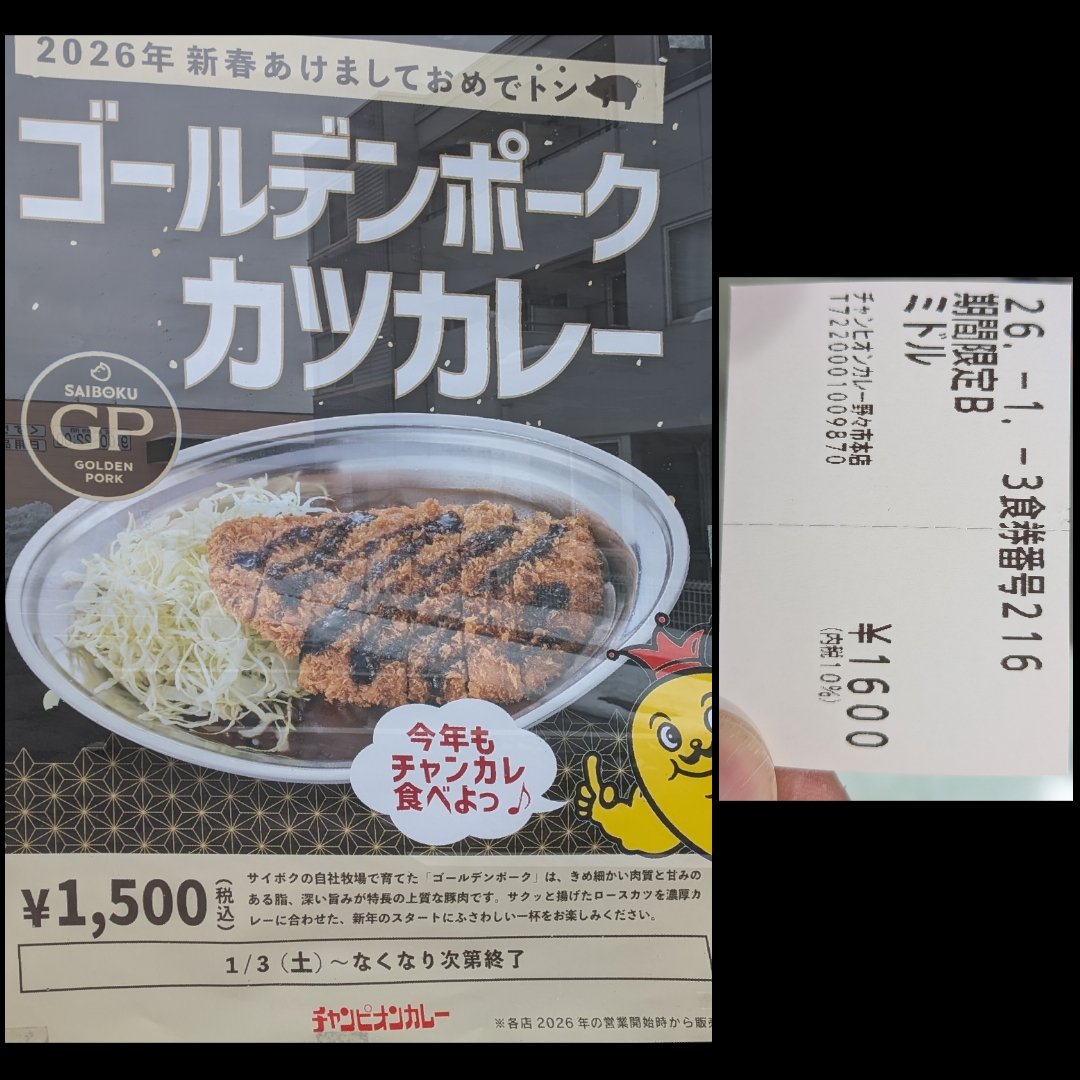 2026年 新春あけましておめでトン
ゴールデンポーク
カツカレー
SAIBOKU
GP
GOLDEN
PORK
今年も
チャンカレ
食べよっ♪
¥1,500(税込)
サイボクの自社牧場で育てた「ゴールデンポーク」は、きめ細かい肉質と甘みの
ある脂、深い旨みが特長の上質な豚肉です。サクッと揚げたロースカツを濃厚カ
レーに合わせた、新年のスタートにふさわしい一杯をお楽しみください。
1/3(土)~なくなり次第終了
チャンピオンカレー
※各店 2026 年の営業開始時から販売
26.-1.-3食券番号216
期間限定B
ミドル
¥1600
(内税10%)
チャンピオンカレー野々市本店
T7220001009870